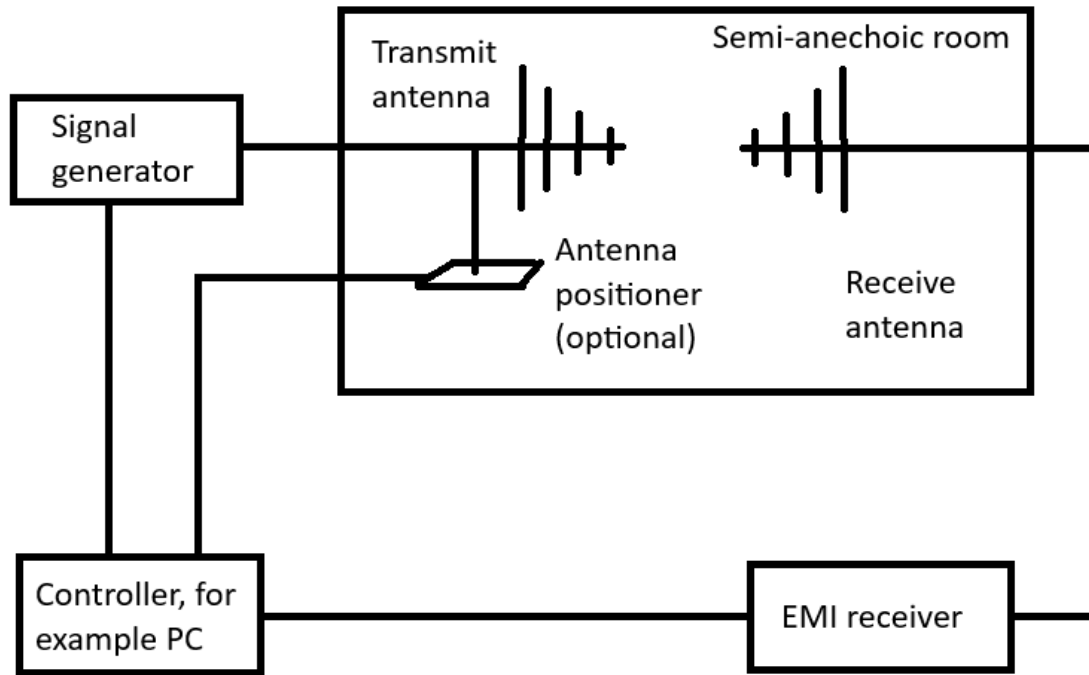 Transmit
antenna
Semi-anechoic room
Signal
generator
Antenna
positioner
(optional)
Receive
antenna
Controller, for
example PC
EMI receiver